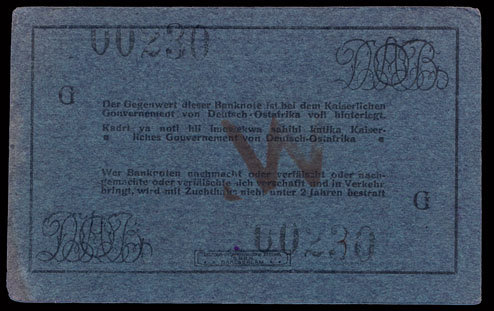 00230
DOB
G
Der Gegenwert dieser Banknote ist bei dem Kaiserlichen
Gouvernement von Deutsch-Ostafrika voll hinterlegt.
Kadri ya noti hii imewekwa sahibi katika Kaiser-
liches Gouvernement von Deutsch-Ostafrika
Wer Banknoten nachmacht oder verfälscht oder nach-
gemachte oder verfälschte sich verschafft und in Verkehr
bringt, wird mit Zuchthaus nicht unter 2 Jahren bestraft
G
DOB
00230